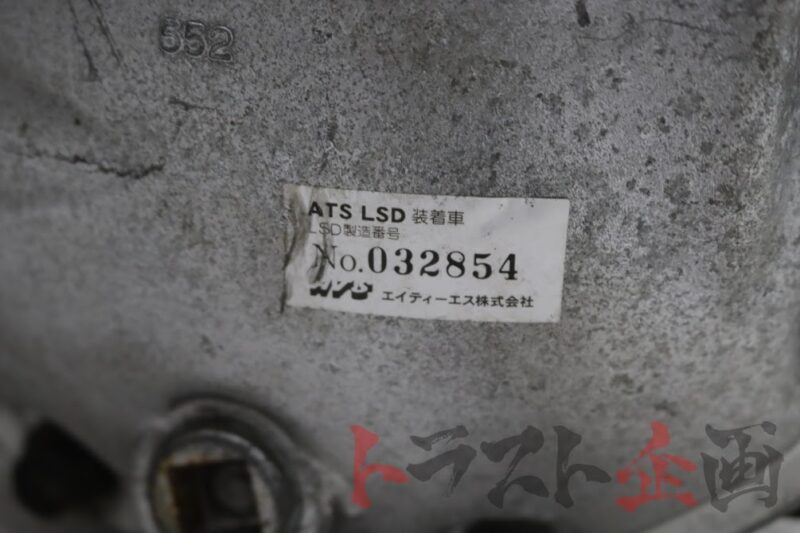 552
ATS LSD 装着車
LSD製造番号
No.032854
ATS エイティーエス株式会社
トラスト企画